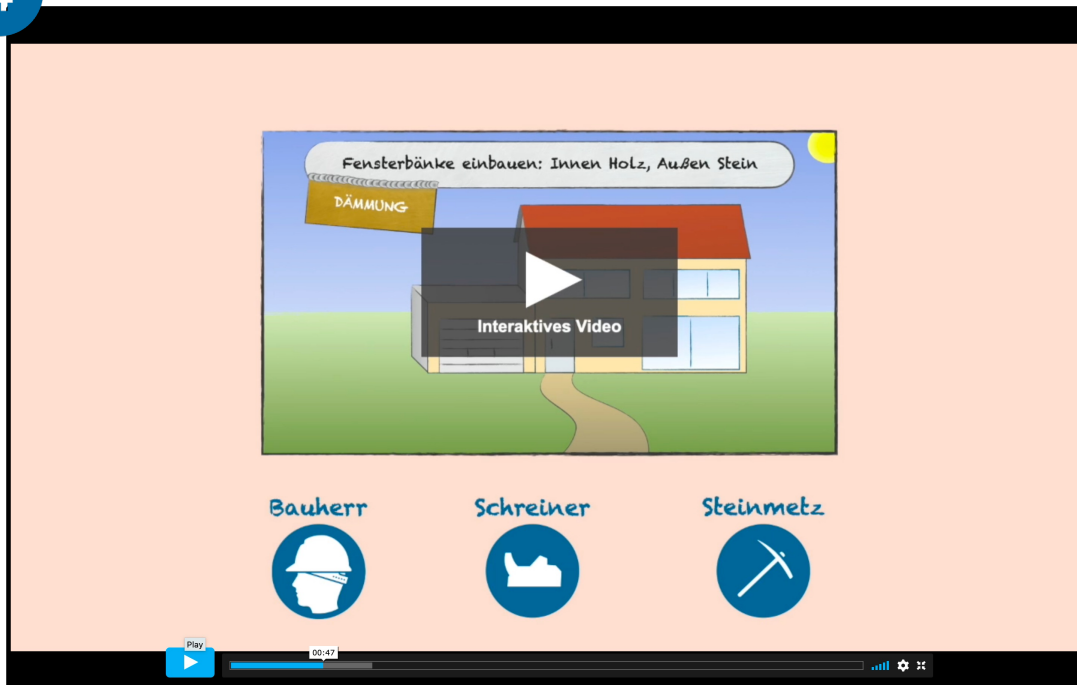 Fensterbänke einbauen: Innen Holz, Außen Stein
DÄMMUNG
Interaktives Video
Bauherr
Schreiner
Steinmetz
Play
00:47